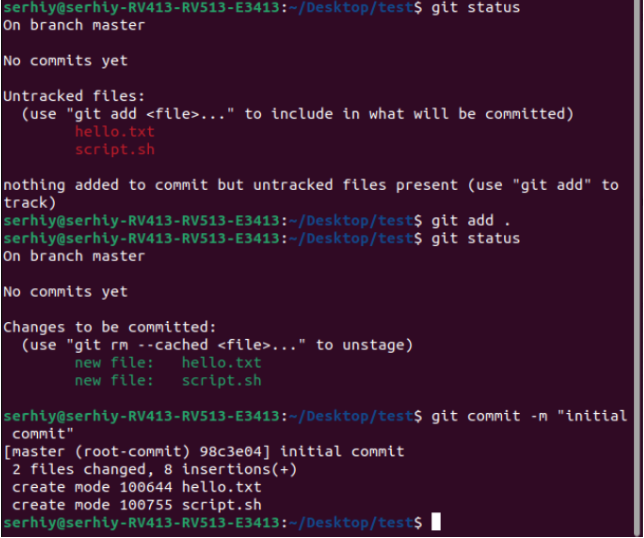 serhiy@serhiy-RV413-RV513-E3413:~/Desktop/test$ git status
On branch master

No commits yet

Untracked files:
  (use "git add <file>..." to include in what will be committed)
        hello.txt
        script.sh

nothing added to commit but untracked files present (use "git add" to
track)
serhiy@serhiy-RV413-RV513-E3413:~/Desktop/test$ git add .
serhiy@serhiy-RV413-RV513-E3413:~/Desktop/test$ git status
On branch master

No commits yet

Changes to be committed:
  (use "git rm --cached <file>..." to unstage)
        new file:   hello.txt
        new file:   script.sh

serhiy@serhiy-RV413-RV513-E3413:~/Desktop/test$ git commit -m "initial
 commit"
[master (root-commit) 98c3e04] initial commit
 2 files changed, 8 insertions(+)
 create mode 100644 hello.txt
 create mode 100755 script.sh
serhiy@serhiy-RV413-RV513-E3413:~/Desktop/test$